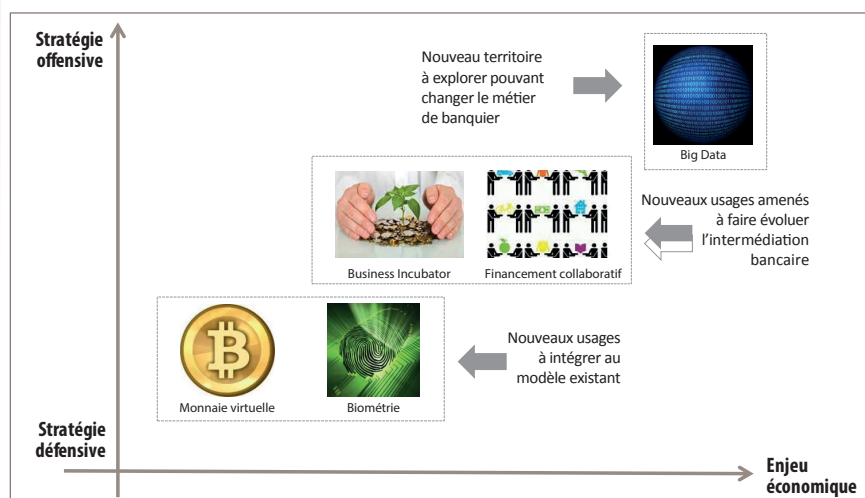 Stratégie
offensive
Nouveau territoire
à explorer pouvant
changer le métier
de banquier
Big Data
Business Incubator
Financement collaboratif
Nouveaux usages amenés
à faire évoluer
l'intermédiation
bancaire
Monnaie virtuelle
Biométrie
Nouveaux usages
à intégrer au
modèle existant
Stratégie
défensive
Enjeu
économique